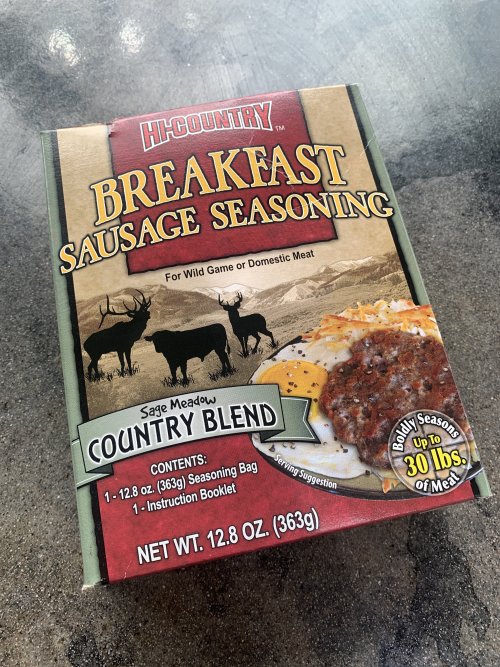 HI-COUNTRY™
BREAKFAST
SAUSAGE SEASONING
For Wild Game or Domestic Meat
Sage Meadow
COUNTRY BLEND
CONTENTS:
1 - 12.8 oz. (363g) Seasoning Bag
1 - Instruction Booklet
NET WT. 12.8 OZ. (363g)
Serving Suggestion
Boldly Seasons
Up To
30 lbs.
of Meat